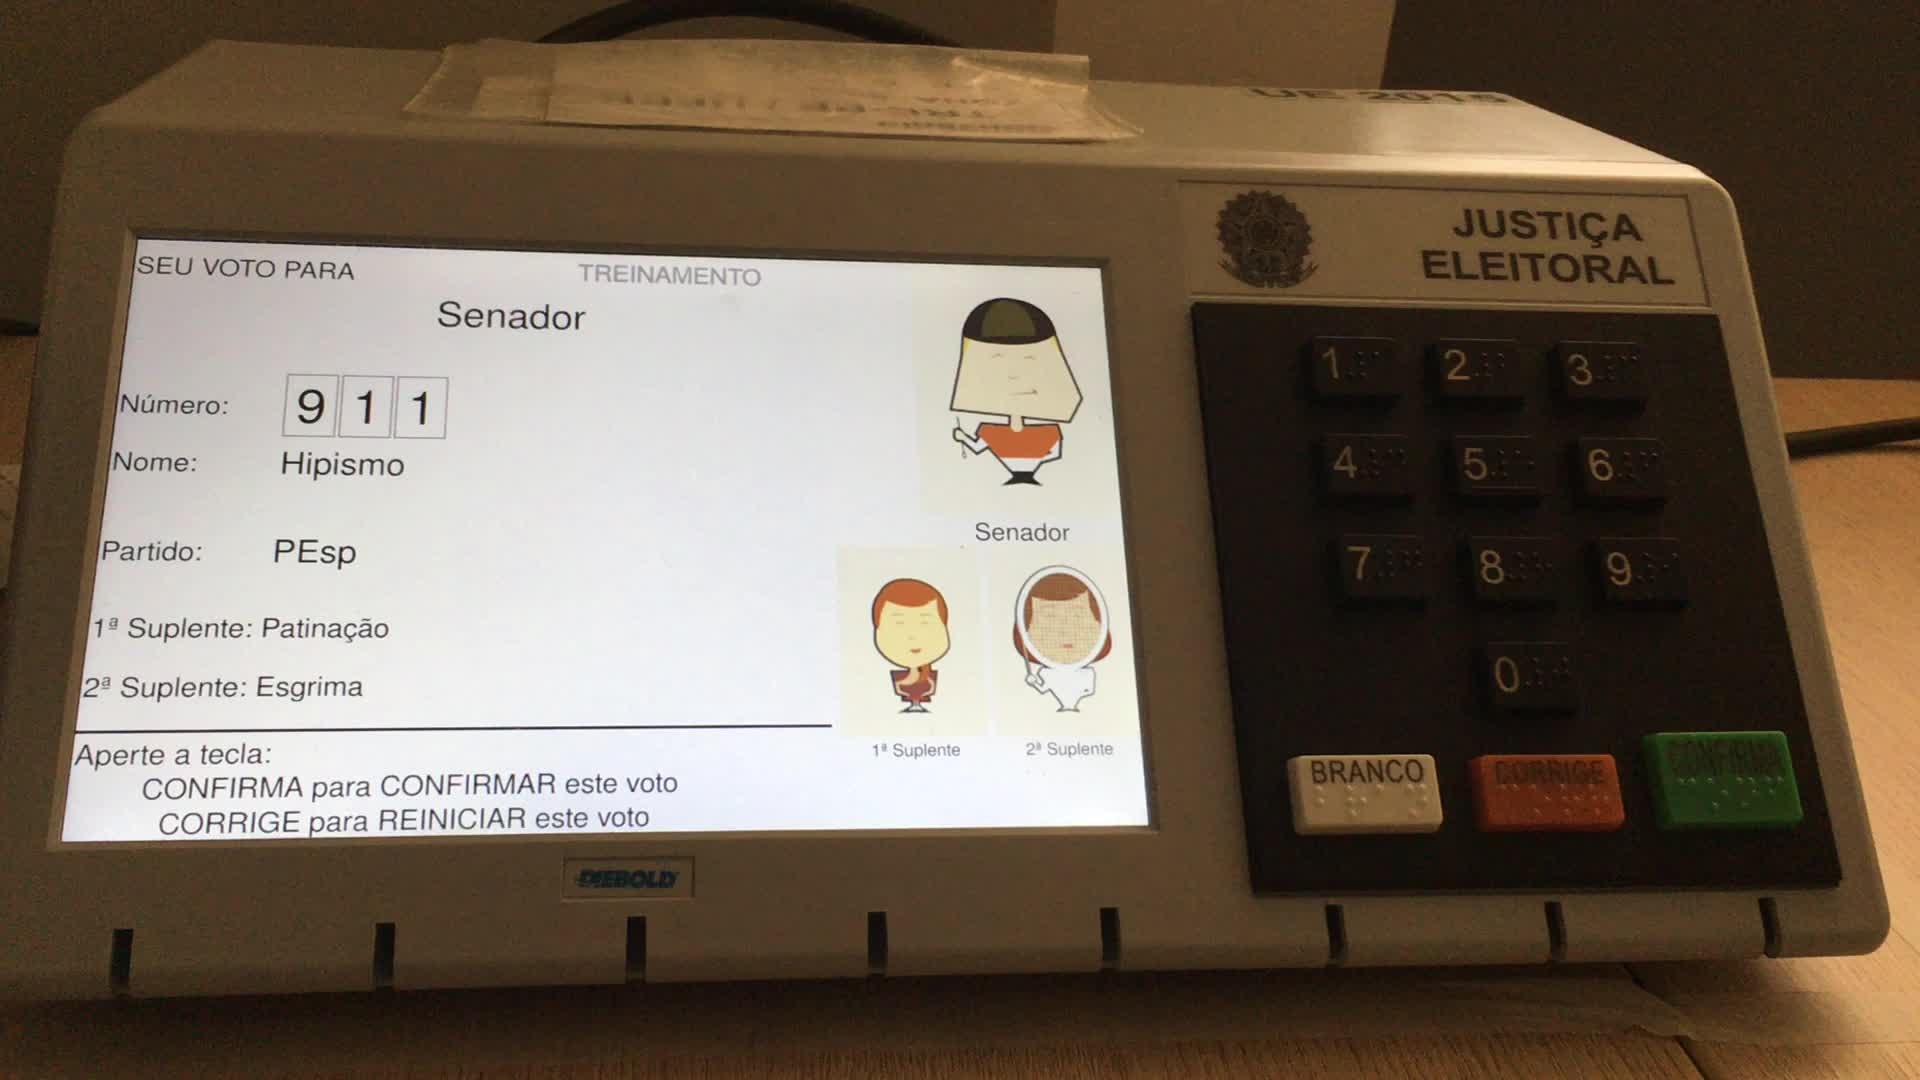 UE 2015
JUSTIÇA
ELEITORAL
SEU VOTO PARA
TREINAMENTO
Senador
Número: 9 1 1
Nome: Hipismo
Partido: PEsp
1ª Suplente: Patinação
2ª Suplente: Esgrima
Senador
1ª Suplente
2ª Suplente
Aperte a tecla:
CONFIRMA para CONFIRMAR este voto
CORRIGE para REINICIAR este voto
DIEBOLD
1 2 3
4 5 6
7 8 9
0
BRANCO CORRIGE CONFIRMA